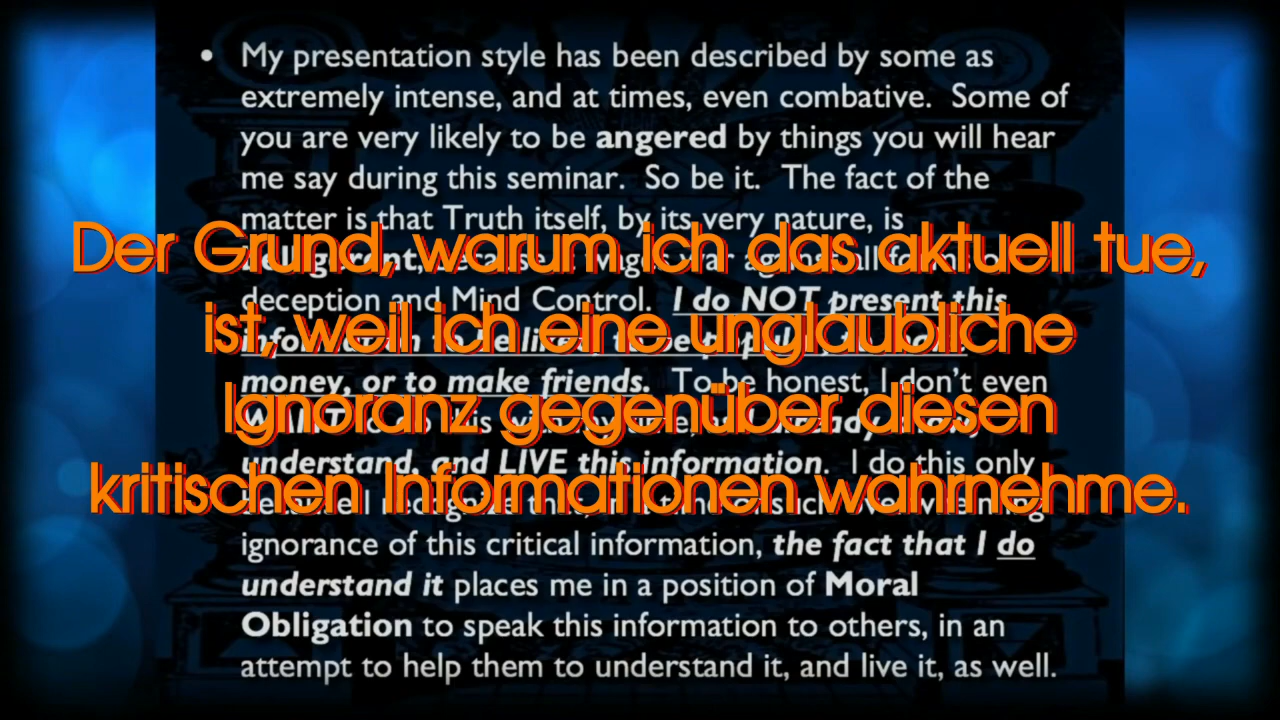 • My presentation style has been described by some as
extremely intense, and at times, even combative. Some of
you are very likely to be angered by things you will hear
me say during this seminar. So be it. The fact of the
matter is that Truth itself, by its very nature, is
Der Grund, warum ich das aktuell tue,
deception and Mind Control. I do NOT present this
ist, weil ich eine unglaubliche
money, or to make friends. To be honest, I don't even
Ignoranz gegenüber diesen
understand, and LIVE this information. I do this only
kritischen Informationen wahrnehme.
ignorance of this critical information, the fact that I do
understand it places me in a position of Moral
Obligation to speak this information to others, in an
attempt to help them to understand it, and live it, as well.